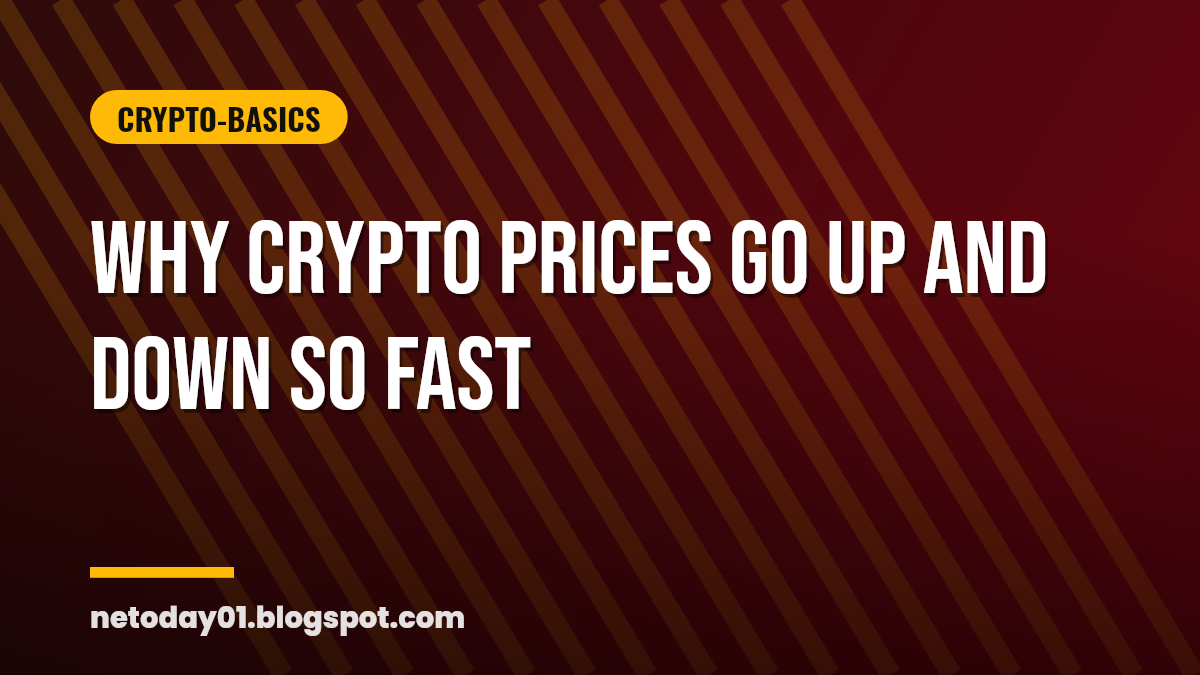 CRYPTO-BASICS
WHY CRYPTO PRICES GO UP AND
DOWN SO FAST
netoday01.blogspot.com